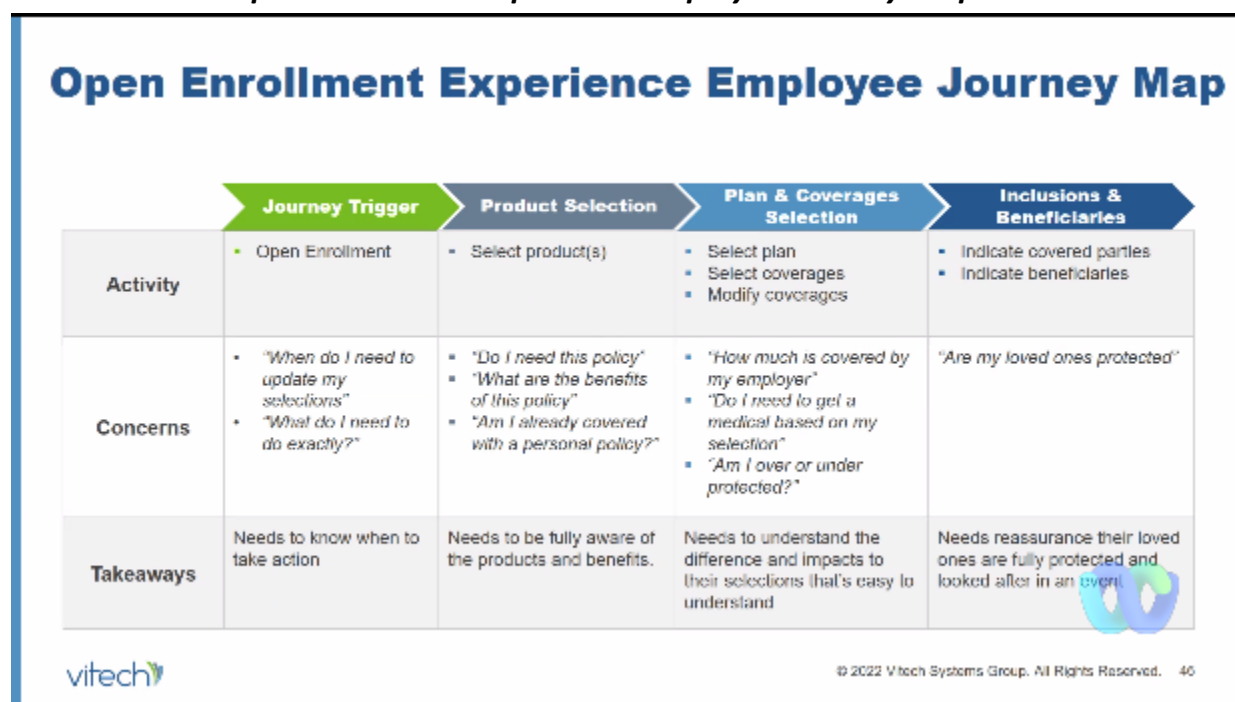 Open Enrollment Experience Employee Journey Map
Journey Trigger
Product Selection
Plan & Coverages
Selection
Inclusions &
Beneficiaries
Activity
▪ Open Enrollment
▪ Select product(s)
▪ Select plan
▪ Select coverages
▪ Modify coverages
▪ Indicate covered parties
▪ Indicate beneficiaries
Concerns
• "When do I need to
update my
selections"
• "What do I need to
do exactly?"
▪ "Do I need this policy"
▪ "What are the benefits
of this policy"
▪ "Am I already covered
with a personal policy?"
▪ "How much is covered by
my employer"
▪ "Do I need to get a
medical based on my
selection"
▪ "Am I over or under
protected?"
"Are my loved ones protected"
Takeaways
Needs to know when to
take action
Needs to be fully aware of
the products and benefits.
Needs to understand the
difference and impacts to
their selections that's easy to
understand
Needs reassurance their loved
ones are fully protected and
looked after in an event
vitech
© 2022 Vitech Systems Group. All Rights Reserved. 46